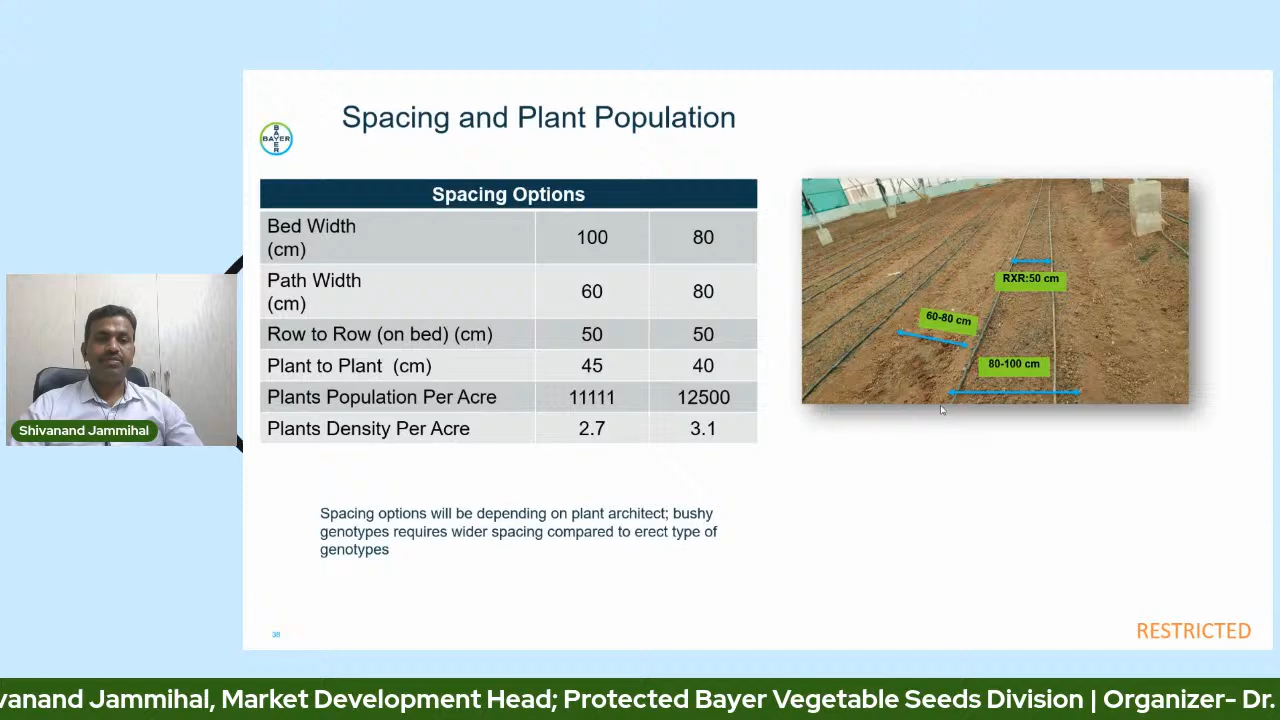 Spacing and Plant Population
BAYER
BAYER
Spacing Options
Bed Width
(cm)
100
80
Path Width
(cm)
60
80
Row to Row (on bed) (cm)
50
50
Plant to Plant (cm)
45
40
Plants Population Per Acre
11111
12500
Plants Density Per Acre
2.7
3.1
RXR:50 cm
60-80 cm
80-100 cm
Shivanand Jammihal
Spacing options will be depending on plant architect; bushy
genotypes requires wider spacing compared to erect type of
genotypes
38
RESTRICTED
vanand Jammihal, Market Development Head; Protected Bayer Vegetable Seeds Division | Organizer- Dr.